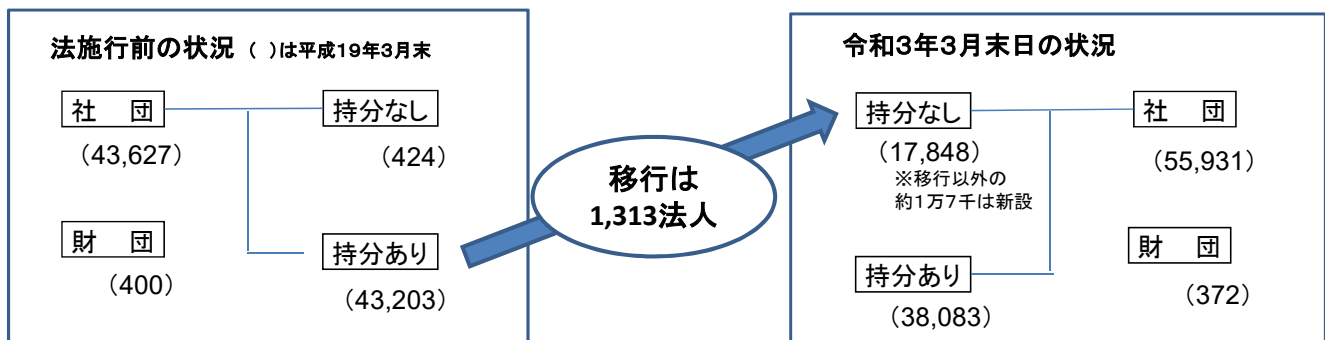 法施行前の状況 （ ）は平成１９年３月末
社　団
（43,627）
持分なし
（424）
財　団
（400）
持分あり
（43,203）
移行は
1,313法人
令和３年３月末日の状況
持分なし
（17,848）
※移行以外の
約１万７千は新設
社　団
（55,931）
持分あり
（38,083）
財　団
（372）